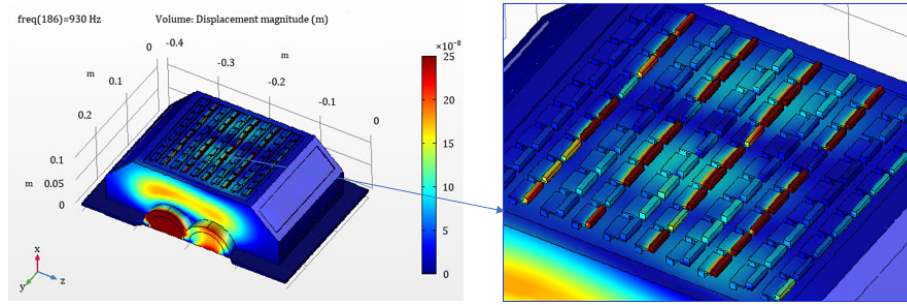 freq(186)=930 Hz
Volume: Displacement magnitude (m)
0
-0.4
×10⁻⁸
m
0.1
-0.3
m
0.2
-0.2
-0.1
0
0.1
m 0.05
0
25
20
15
10
5
0
x
y
z